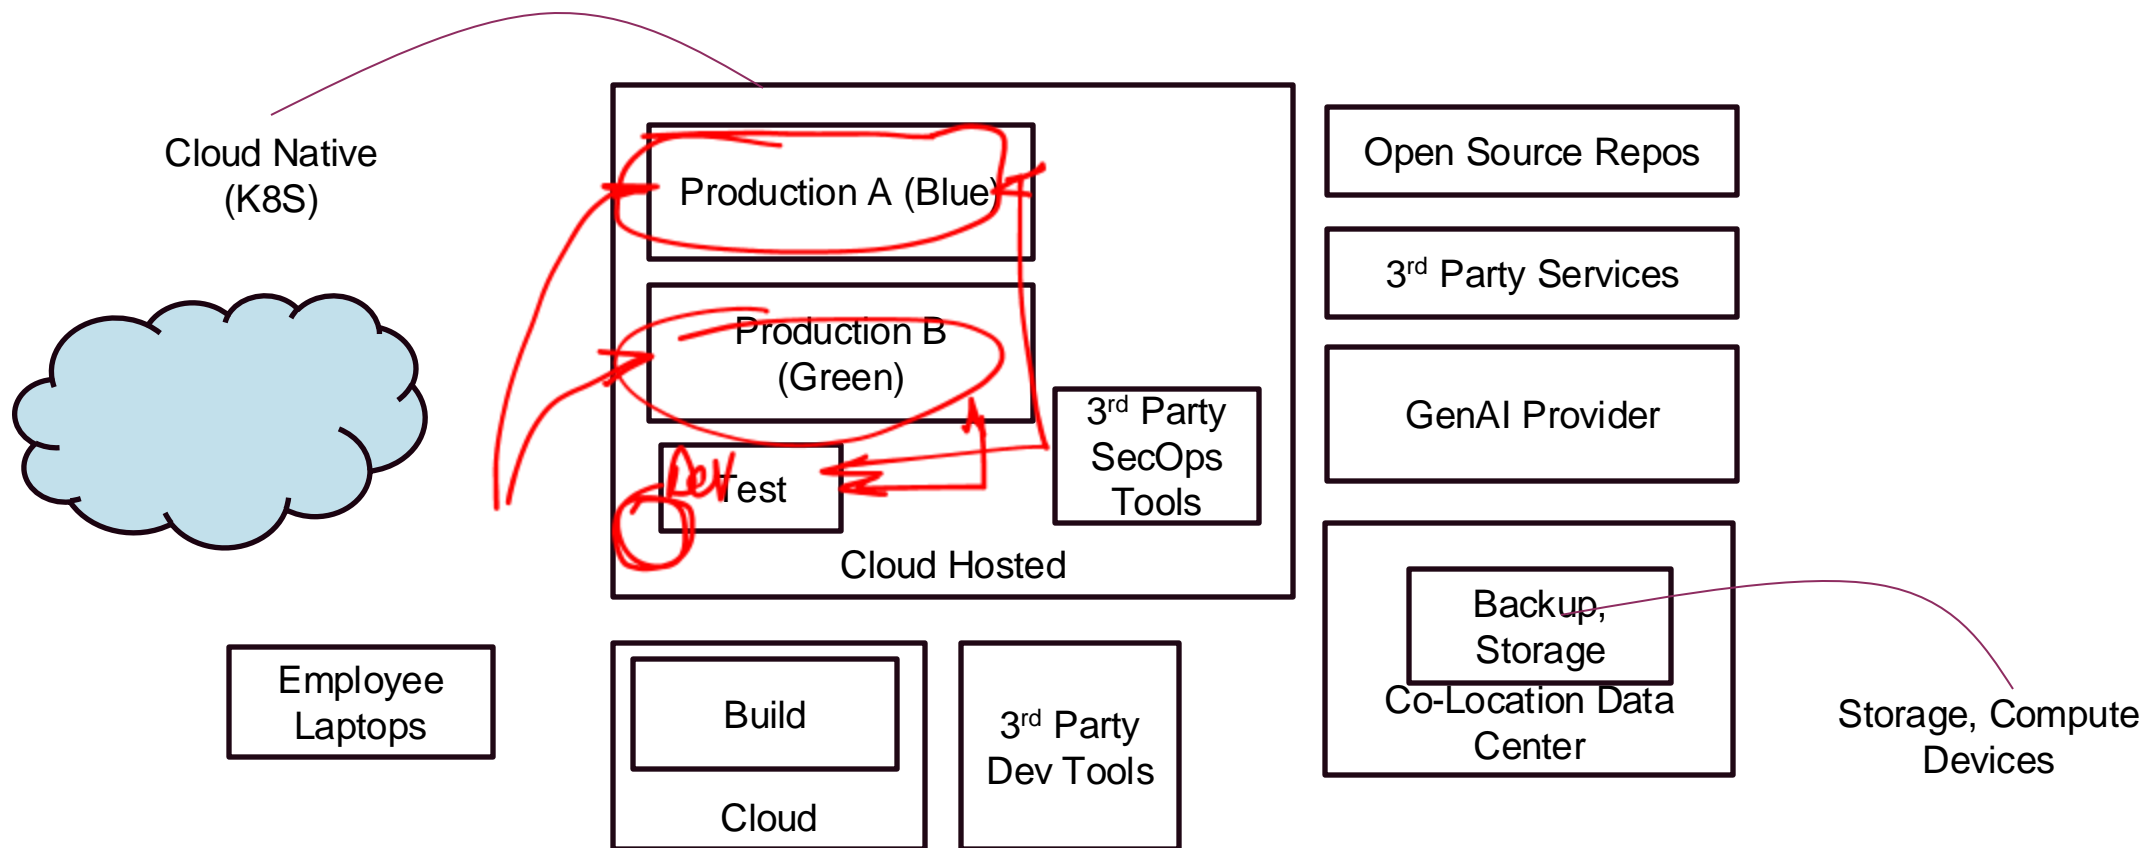 Cloud Native
(K8S)
Production A (Blue)
Production B
(Green)
Dev
Test
3rd Party
SecOps
Tools
Cloud Hosted
Open Source Repos
3rd Party Services
GenAI Provider
Backup,
Storage
Co-Location Data
Center
Storage, Compute
Devices
Employee
Laptops
Build
Cloud
3rd Party
Dev Tools